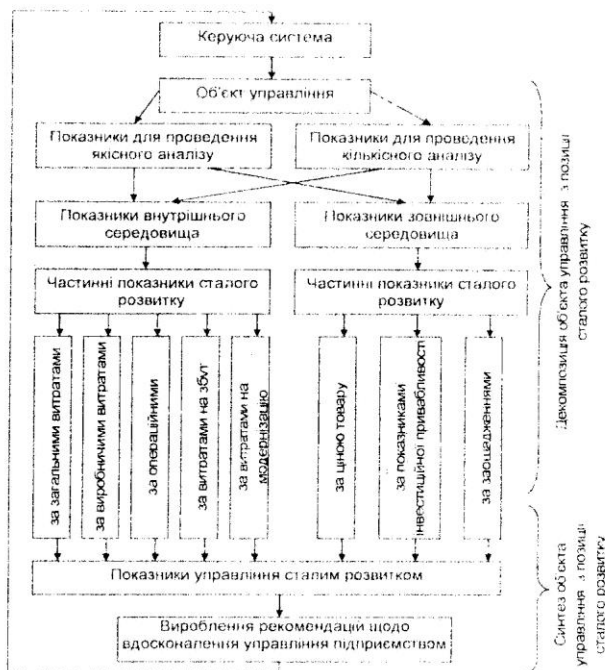 Керуюча система
Об'єкт управління
Показники для проведення
якісного аналізу
Показники для проведення
кількісного аналізу
Показники внутрішнього
середовища
Показники зовнішнього
середовища
Частинні показники сталого
розвитку
Частинні показники сталого
розвитку
за загальними витратами
за виробничими витратами
за операційними
за витратами на збут
за витратами на
модернізацію
за ціною товару
за показниками
інвестиційної привабливості
за заощадженнями
Показники управління сталим розвитком
Вироблення рекомендацій щодо
вдосконалення управління підприємством
Декомпозиція об'єкта управління з позиції
сталого розвитку
Синтез об'єкта
управління з позиції
сталого розвитку